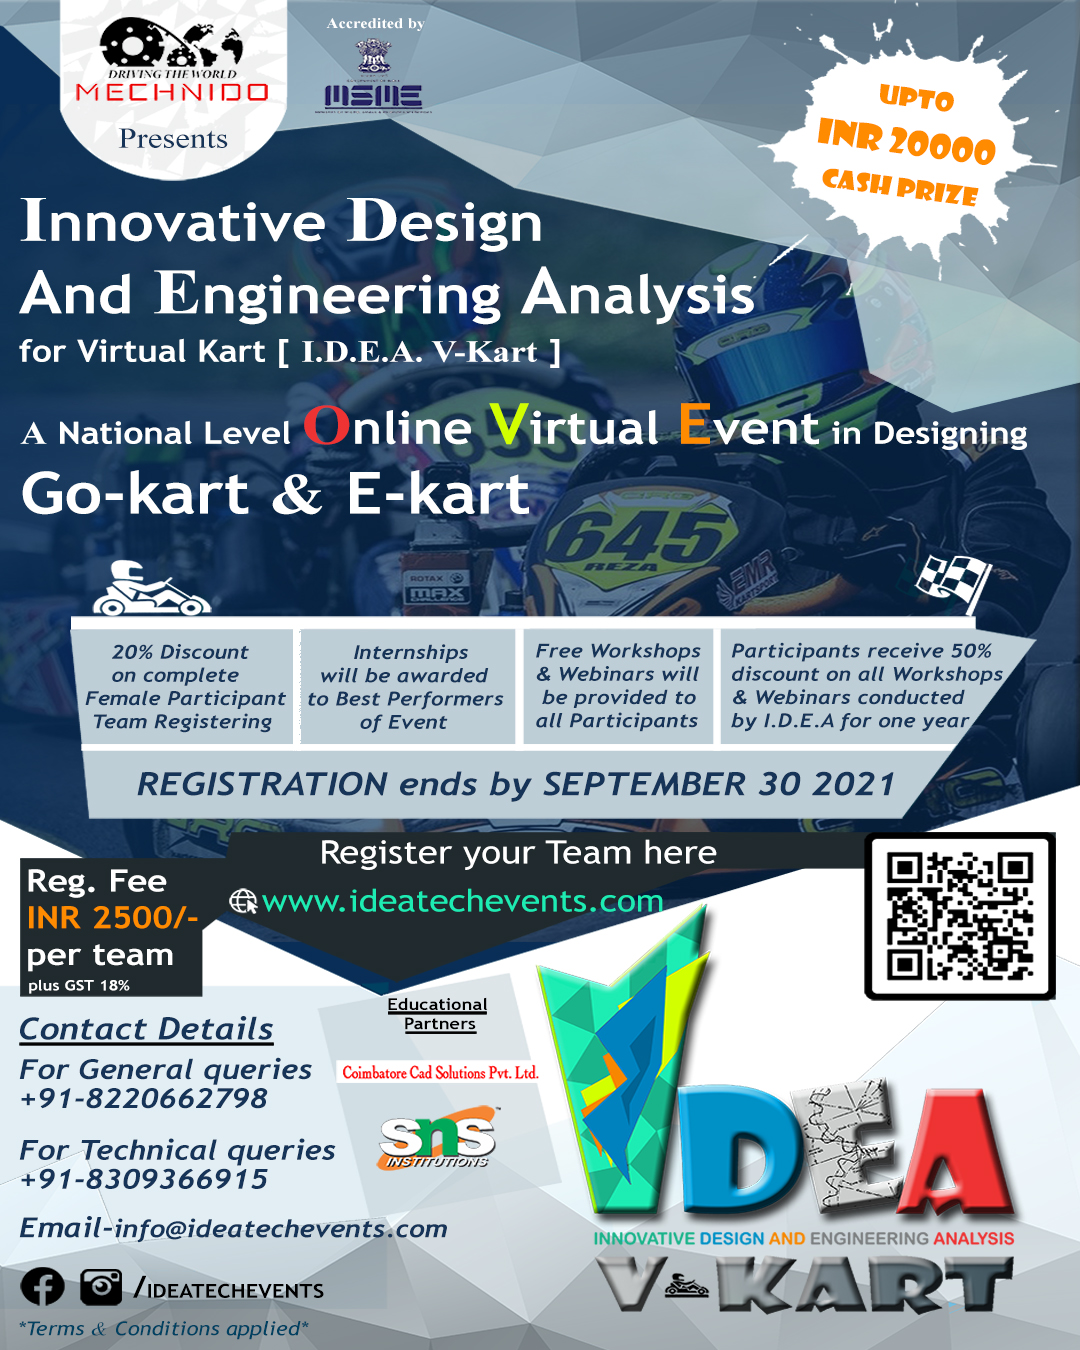 DRIVING THE WORLD
MECHNIDO
Presents
Accredited by
MSME
UPTO
INR 20000
CASH PRIZE
Innovative Design
And Engineering Analysis
for Virtual Kart [ I.D.E.A. V-Kart ]
A National Level Online Virtual Event in Designing
Go-kart & E-kart
645
REZA
ROTAX
MAX
20% Discount
on complete
Female Participant
Team Registering
Internships
will be awarded
to Best Performers
of Event
Free Workshops
& Webinars will
be provided to
all Participants
Participants receive 50%
discount on all Workshops
& Webinars conducted
by I.D.E.A for one year
REGISTRATION ends by SEPTEMBER 30 2021
Register your Team here
www.ideatechevents.com
Reg. Fee
INR 2500/-
per team
plus GST 18%
Contact Details
For General queries
+91-8220662798
For Technical queries
+91-8309366915
Email-info@ideatechevents.com
/IDEATECHEVENTS
*Terms & Conditions applied*
Educational
Partners
Coimbatore Cad Solutions Pvt. Ltd.
sns
INSTITUTIONS
IDEA
INNOVATIVE DESIGN AND ENGINEERING ANALYSIS
V-KART